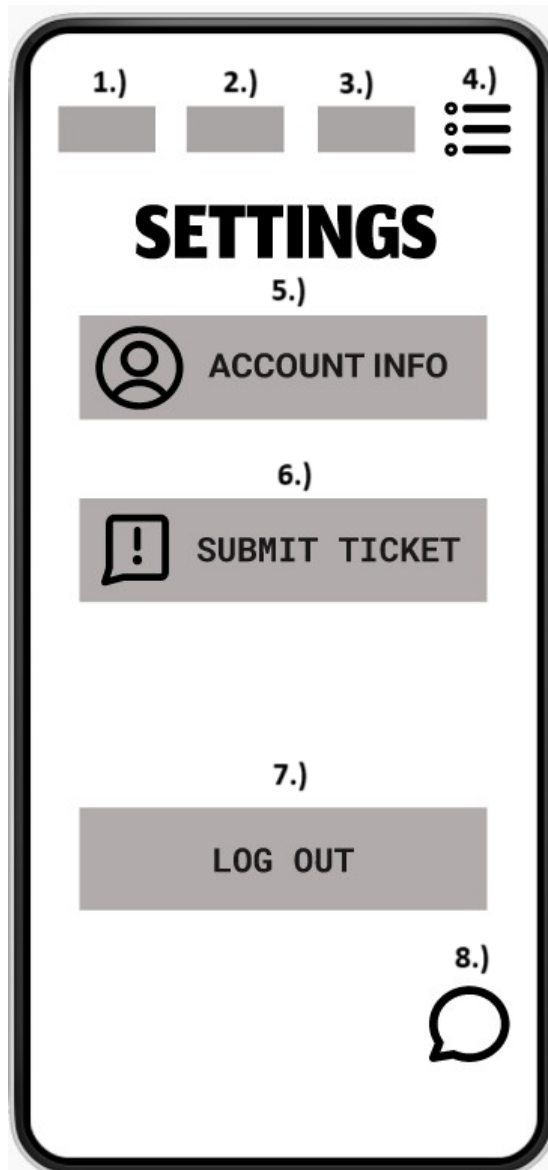 1.) 2.) 3.) 4.)
SETTINGS
5.)
ACCOUNT INFO
6.)
! SUBMIT TICKET
7.)
LOG OUT
8.)